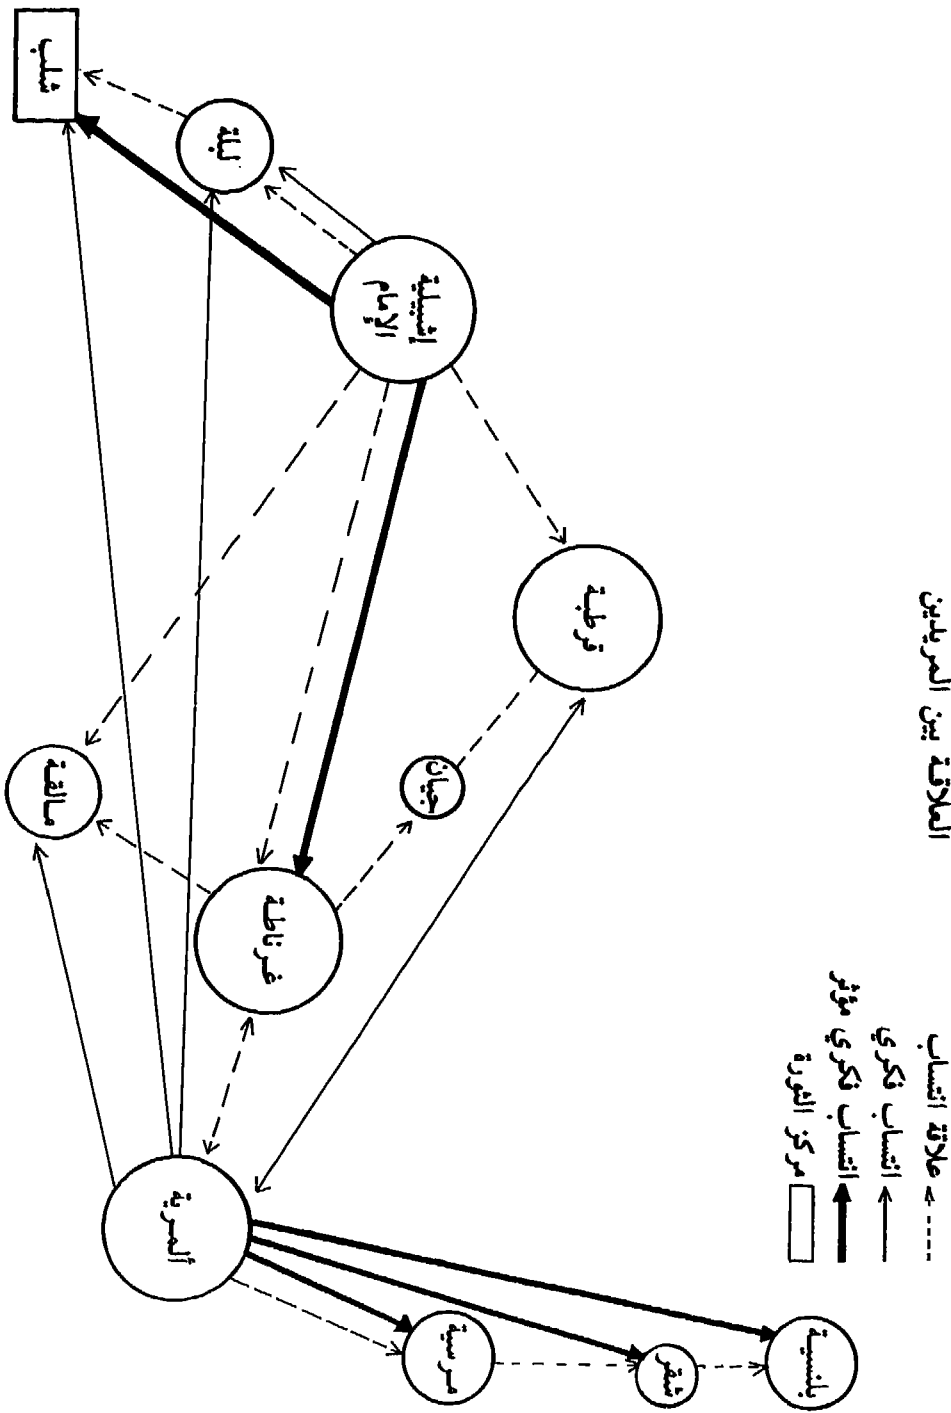 العلاقة بين المريدين
علاقة انتساب
انتساب فكري
انتساب فكري مؤثر
مركز الثورة
بلنسية
شقر
مرسية
قرطبة
جيان
إشبيلية
الإمام
غرناطة
ألمرية
لبلة
شلب
مالقة